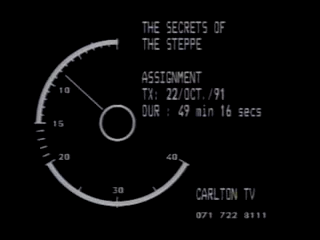 THE SECRETS OF
THE STEPPE
ASSIGNMENT
TX: 22/OCT./91
DUR : 49 min 16 secs
10
15
20
30
40
CARLTON TV
071 722 8111